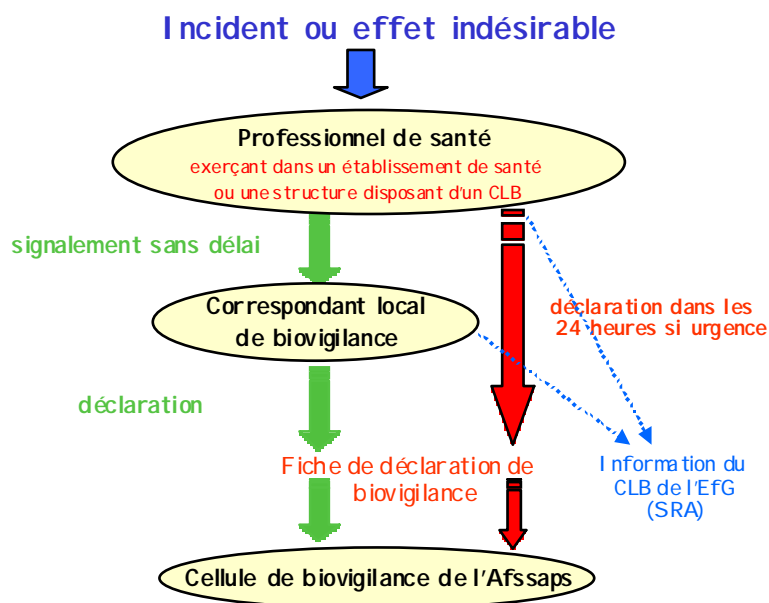 Incident ou effet indésirable
Professionnel de santé
exerçant dans un établissement de santé
ou une structure disposant d'un CLB
signalement sans délai
Correspondant local
de biovigilance
déclaration dans les
24 heures si urgence
déclaration
Fiche de déclaration de
biovigilance
Information du
CLB de l'EfG
(SRA)
Cellule de biovigilance de l'Afssaps